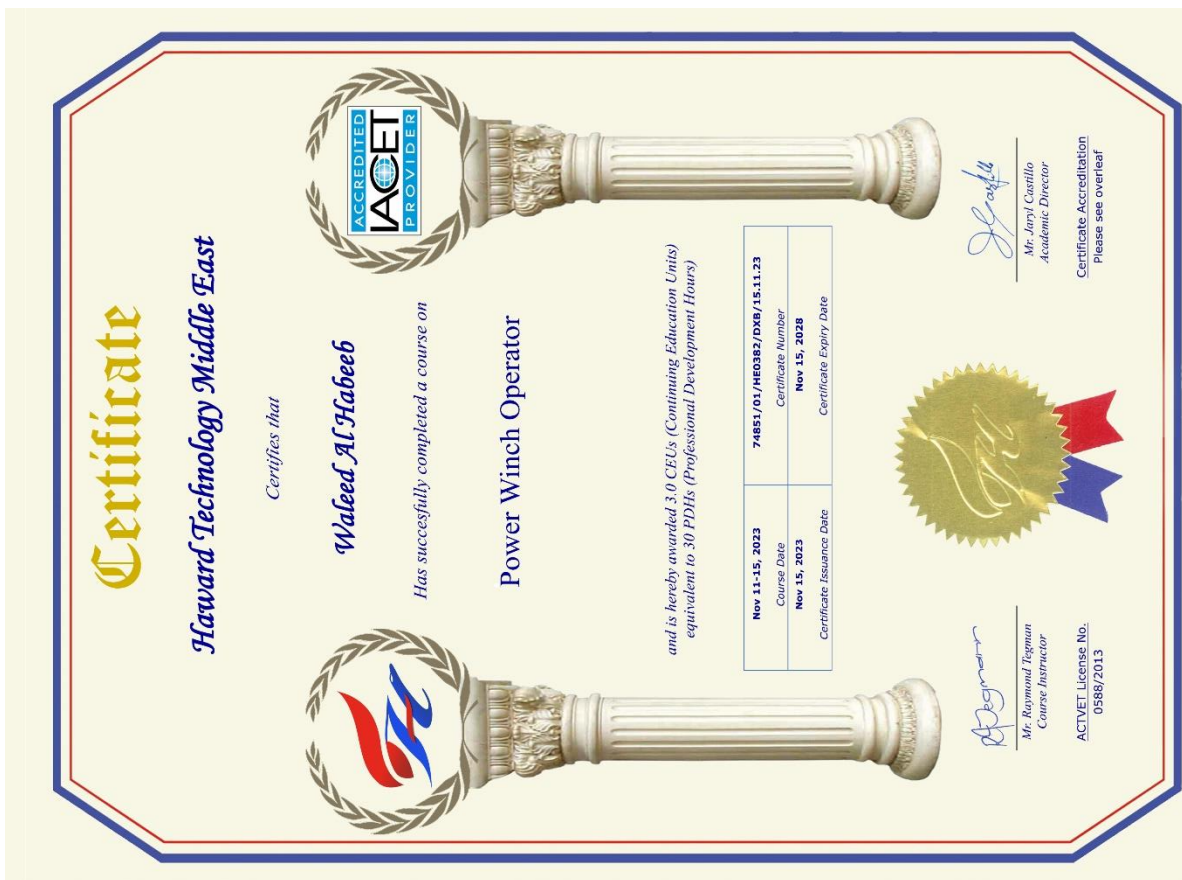 Certificate
Haward Technology Middle East
Certifies that
ACCREDITED
IACET
PROVIDER
Waleed Al Habeeb
Has succesfully completed a course on
Power Winch Operator
and is hereby awarded 3.0 CEUs (Continuing Education Units)
equivalent to 30 PDHs (Professional Development Hours)
Nov 11-15, 2023
Course Date
74851/01/HE0382/DXB/15.11.23
Certificate Number
Nov 15, 2023
Certificate Issuance Date
Nov 15, 2028
Certificate Expiry Date
Mr. Raymond Tegman
Course Instructor
ACTVET License No.
0588/2013
Mr. Jaryl Castillo
Academic Director
Certificate Accreditation
Please see overleaf